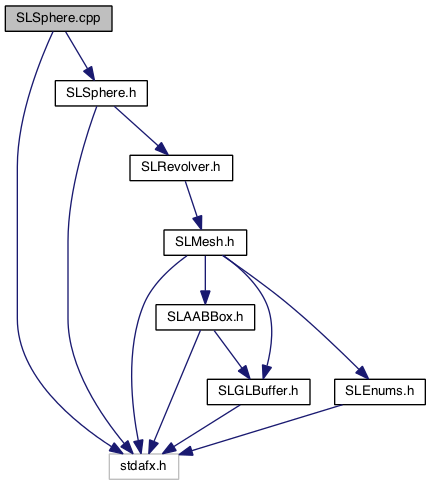 SLSphere.cpp
SLSphere.h
SLRevolver.h
SLMesh.h
SLAABBox.h
SLGLBuffer.h
SLEnums.h
stdafx.h